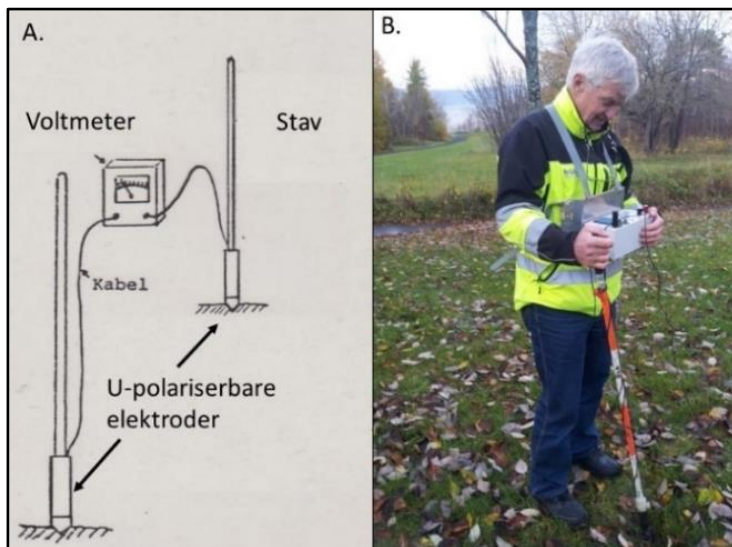 A.
Voltmeter
Stav
Kabel
U-polariserbare
elektroder
B.